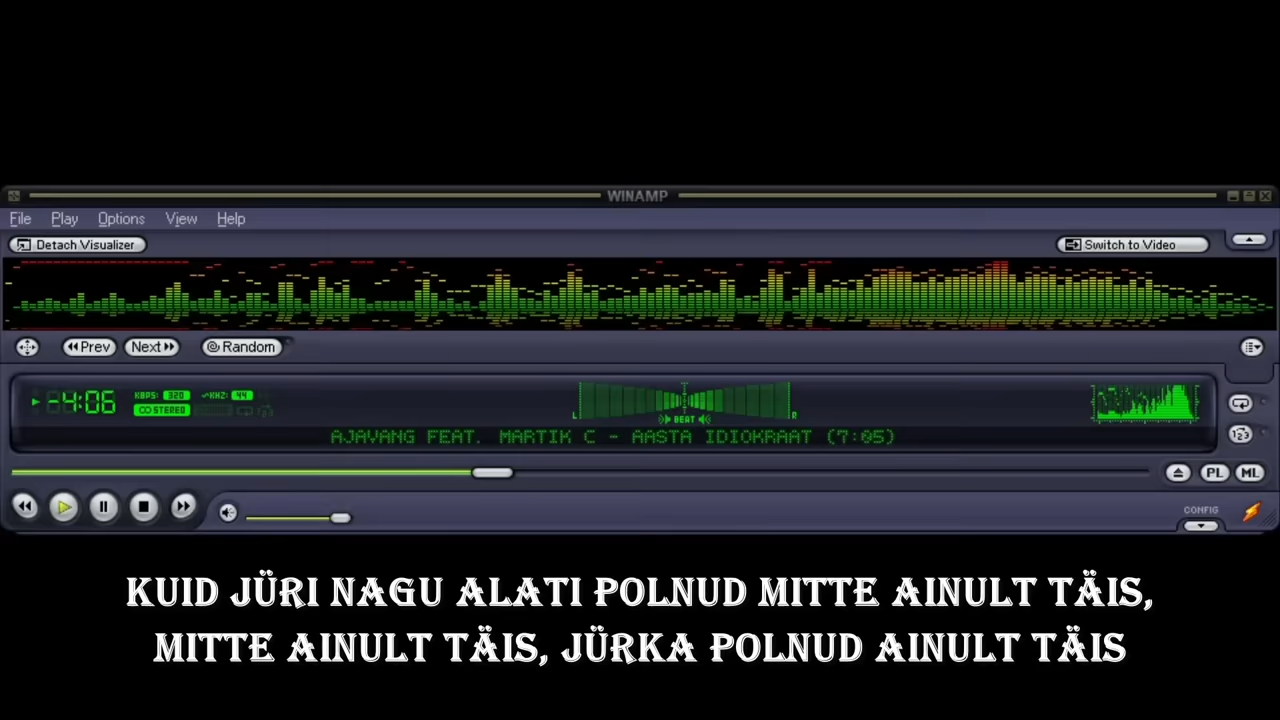 WINAMP
File Play Options View Help
Detach Visualizer
Switch to Video
Prev Next Random
-4:06 KBPS: 320 KHZ: 44
STEREO
L R
BEAT
AJAVANG FEAT. MARTIK C - AASTA IDIOKRAAT (7:05)
123
PL ML
CONFIG
KUID JÜRI NAGU ALATI POLNUD MITTE AINULT TÄIS,
MITTE AINULT TÄIS, JÜRKA POLNUD AINULT TÄIS